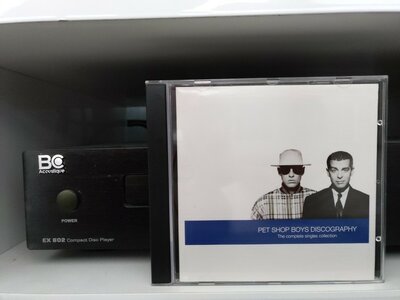 BC
Acoustique
POWER
EX 802 Compact Disc Player
PET SHOP BOYS DISCOGRAPHY
The complete singles collection